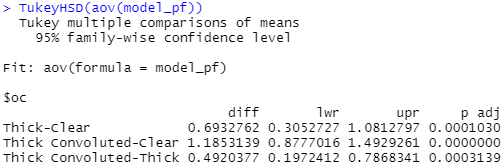 > TukeyHSD(aov(model_pf))
  Tukey multiple comparisons of means
    95% family-wise confidence level

Fit: aov(formula = model_pf)

$oc
                            diff       lwr       upr     p adj
Thick-Clear            0.6932762 0.3052727 1.0812797 0.0001030
Thick Convoluted-Clear 1.1853139 0.8777016 1.4929261 0.0000000
Thick Convoluted-Thick 0.4920377 0.1972412 0.7868341 0.0003139